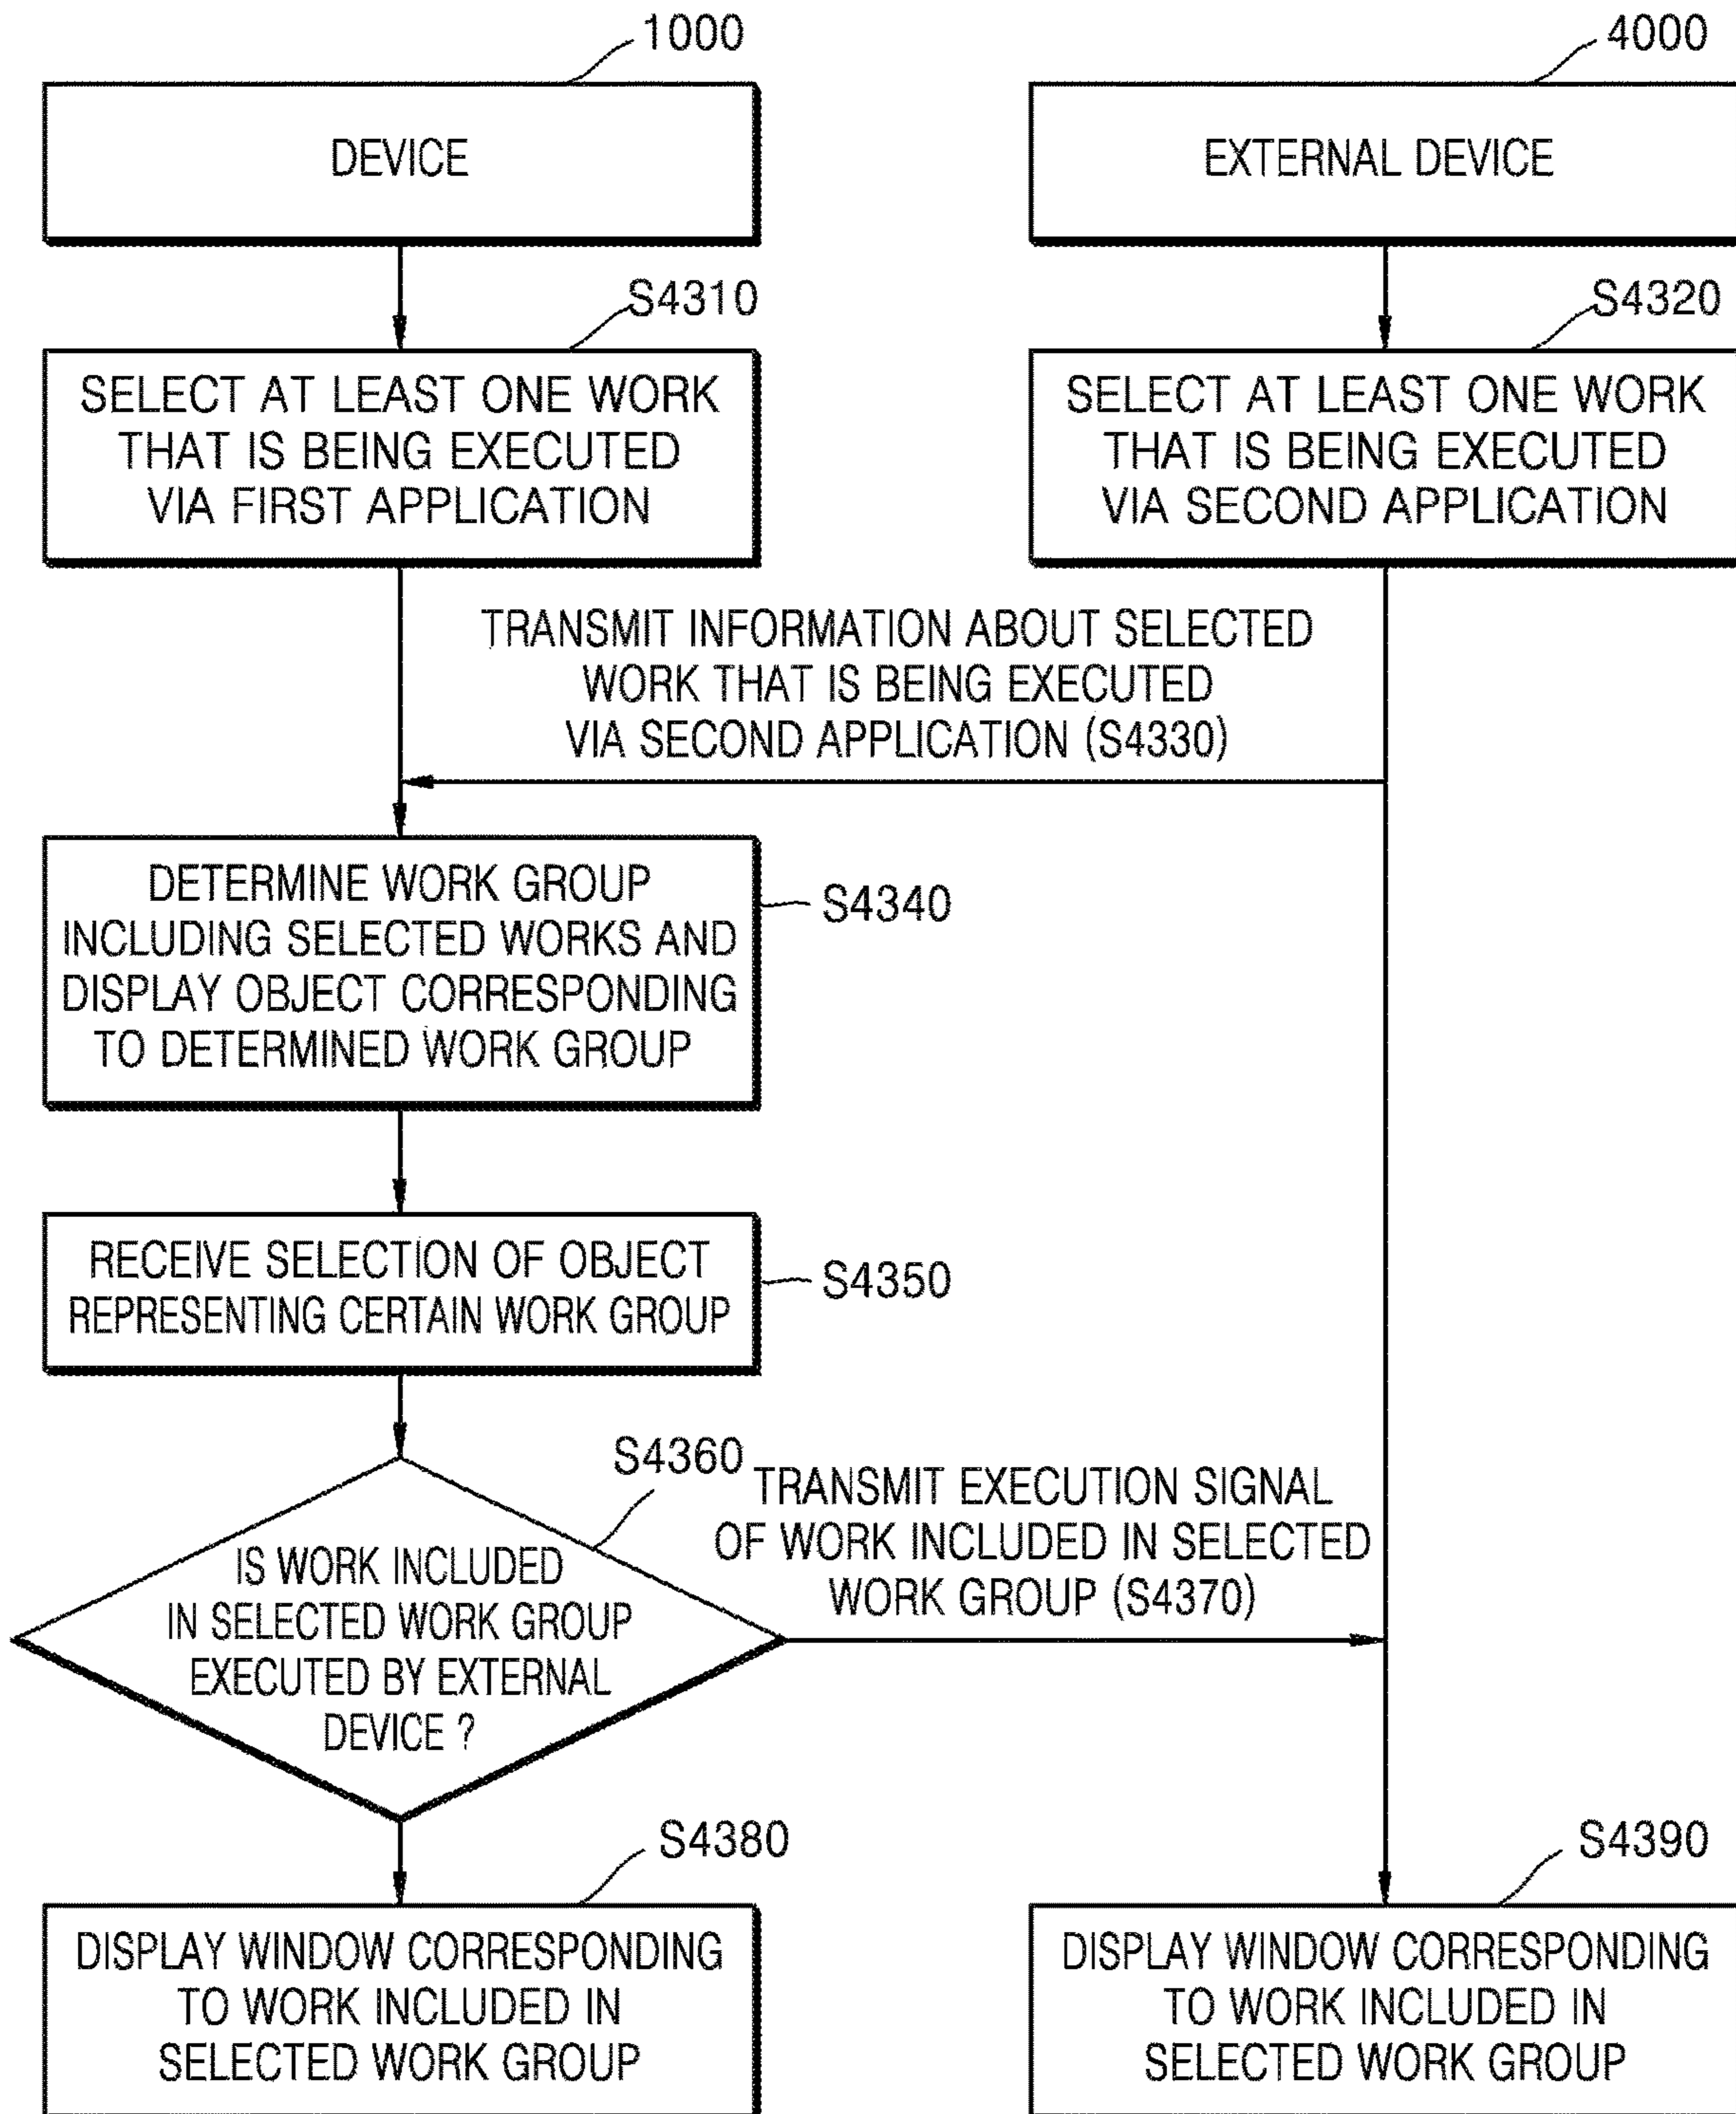 1000
4000
DEVICE
EXTERNAL DEVICE
S4310
S4320
SELECT AT LEAST ONE WORK
THAT IS BEING EXECUTED
VIA FIRST APPLICATION
SELECT AT LEAST ONE WORK
THAT IS BEING EXECUTED
VIA SECOND APPLICATION
TRANSMIT INFORMATION ABOUT SELECTED
WORK THAT IS BEING EXECUTED
VIA SECOND APPLICATION (S4330)
DETERMINE WORK GROUP
INCLUDING SELECTED WORKS AND
DISPLAY OBJECT CORRESPONDING
TO DETERMINED WORK GROUP
S4340
RECEIVE SELECTION OF OBJECT
REPRESENTING CERTAIN WORK GROUP
S4350
S4360
TRANSMIT EXECUTION SIGNAL
OF WORK INCLUDED IN SELECTED
WORK GROUP (S4370)
IS WORK INCLUDED
IN SELECTED WORK GROUP
EXECUTED BY EXTERNAL
DEVICE ?
S4380
S4390
DISPLAY WINDOW CORRESPONDING
TO WORK INCLUDED IN
SELECTED WORK GROUP
DISPLAY WINDOW CORRESPONDING
TO WORK INCLUDED IN
SELECTED WORK GROUP